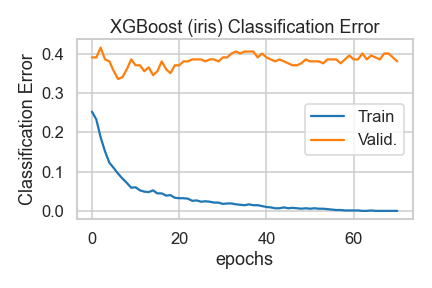 XGBoost (iris) Classification Error
Classification Error
0.4
0.3
0.2
0.1
0.0
Train
Valid.
0
20
40
60
epochs